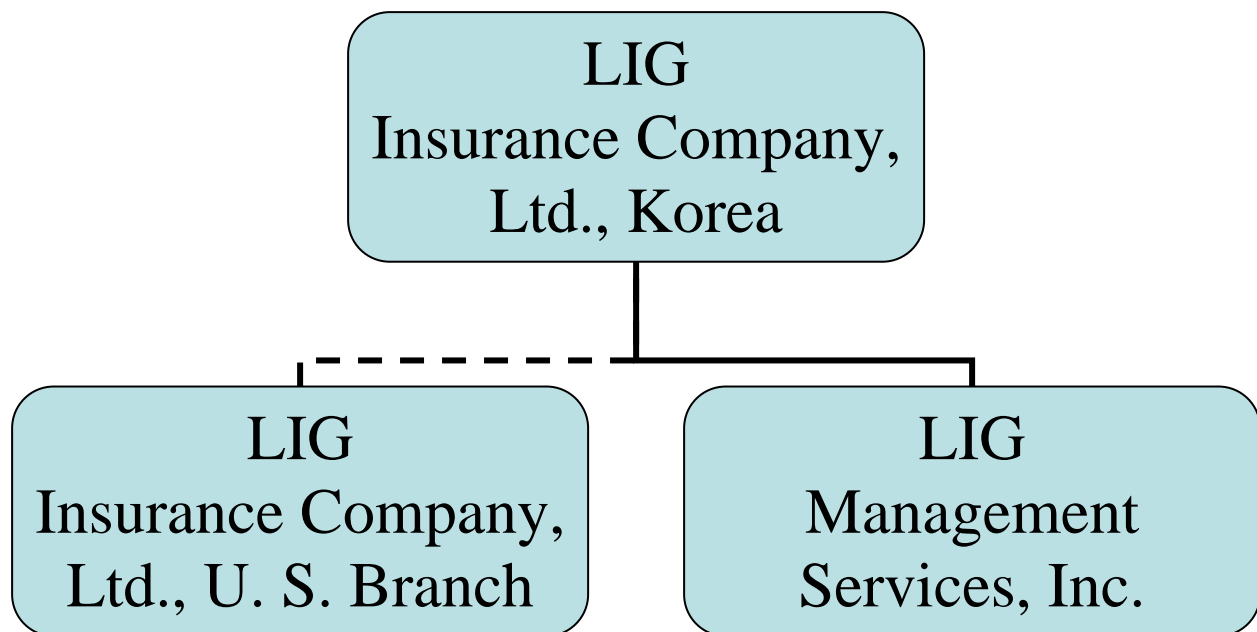 LIG
Insurance Company,
Ltd., Korea
LIG
Insurance Company,
Ltd., U. S. Branch
LIG
Management
Services, Inc.